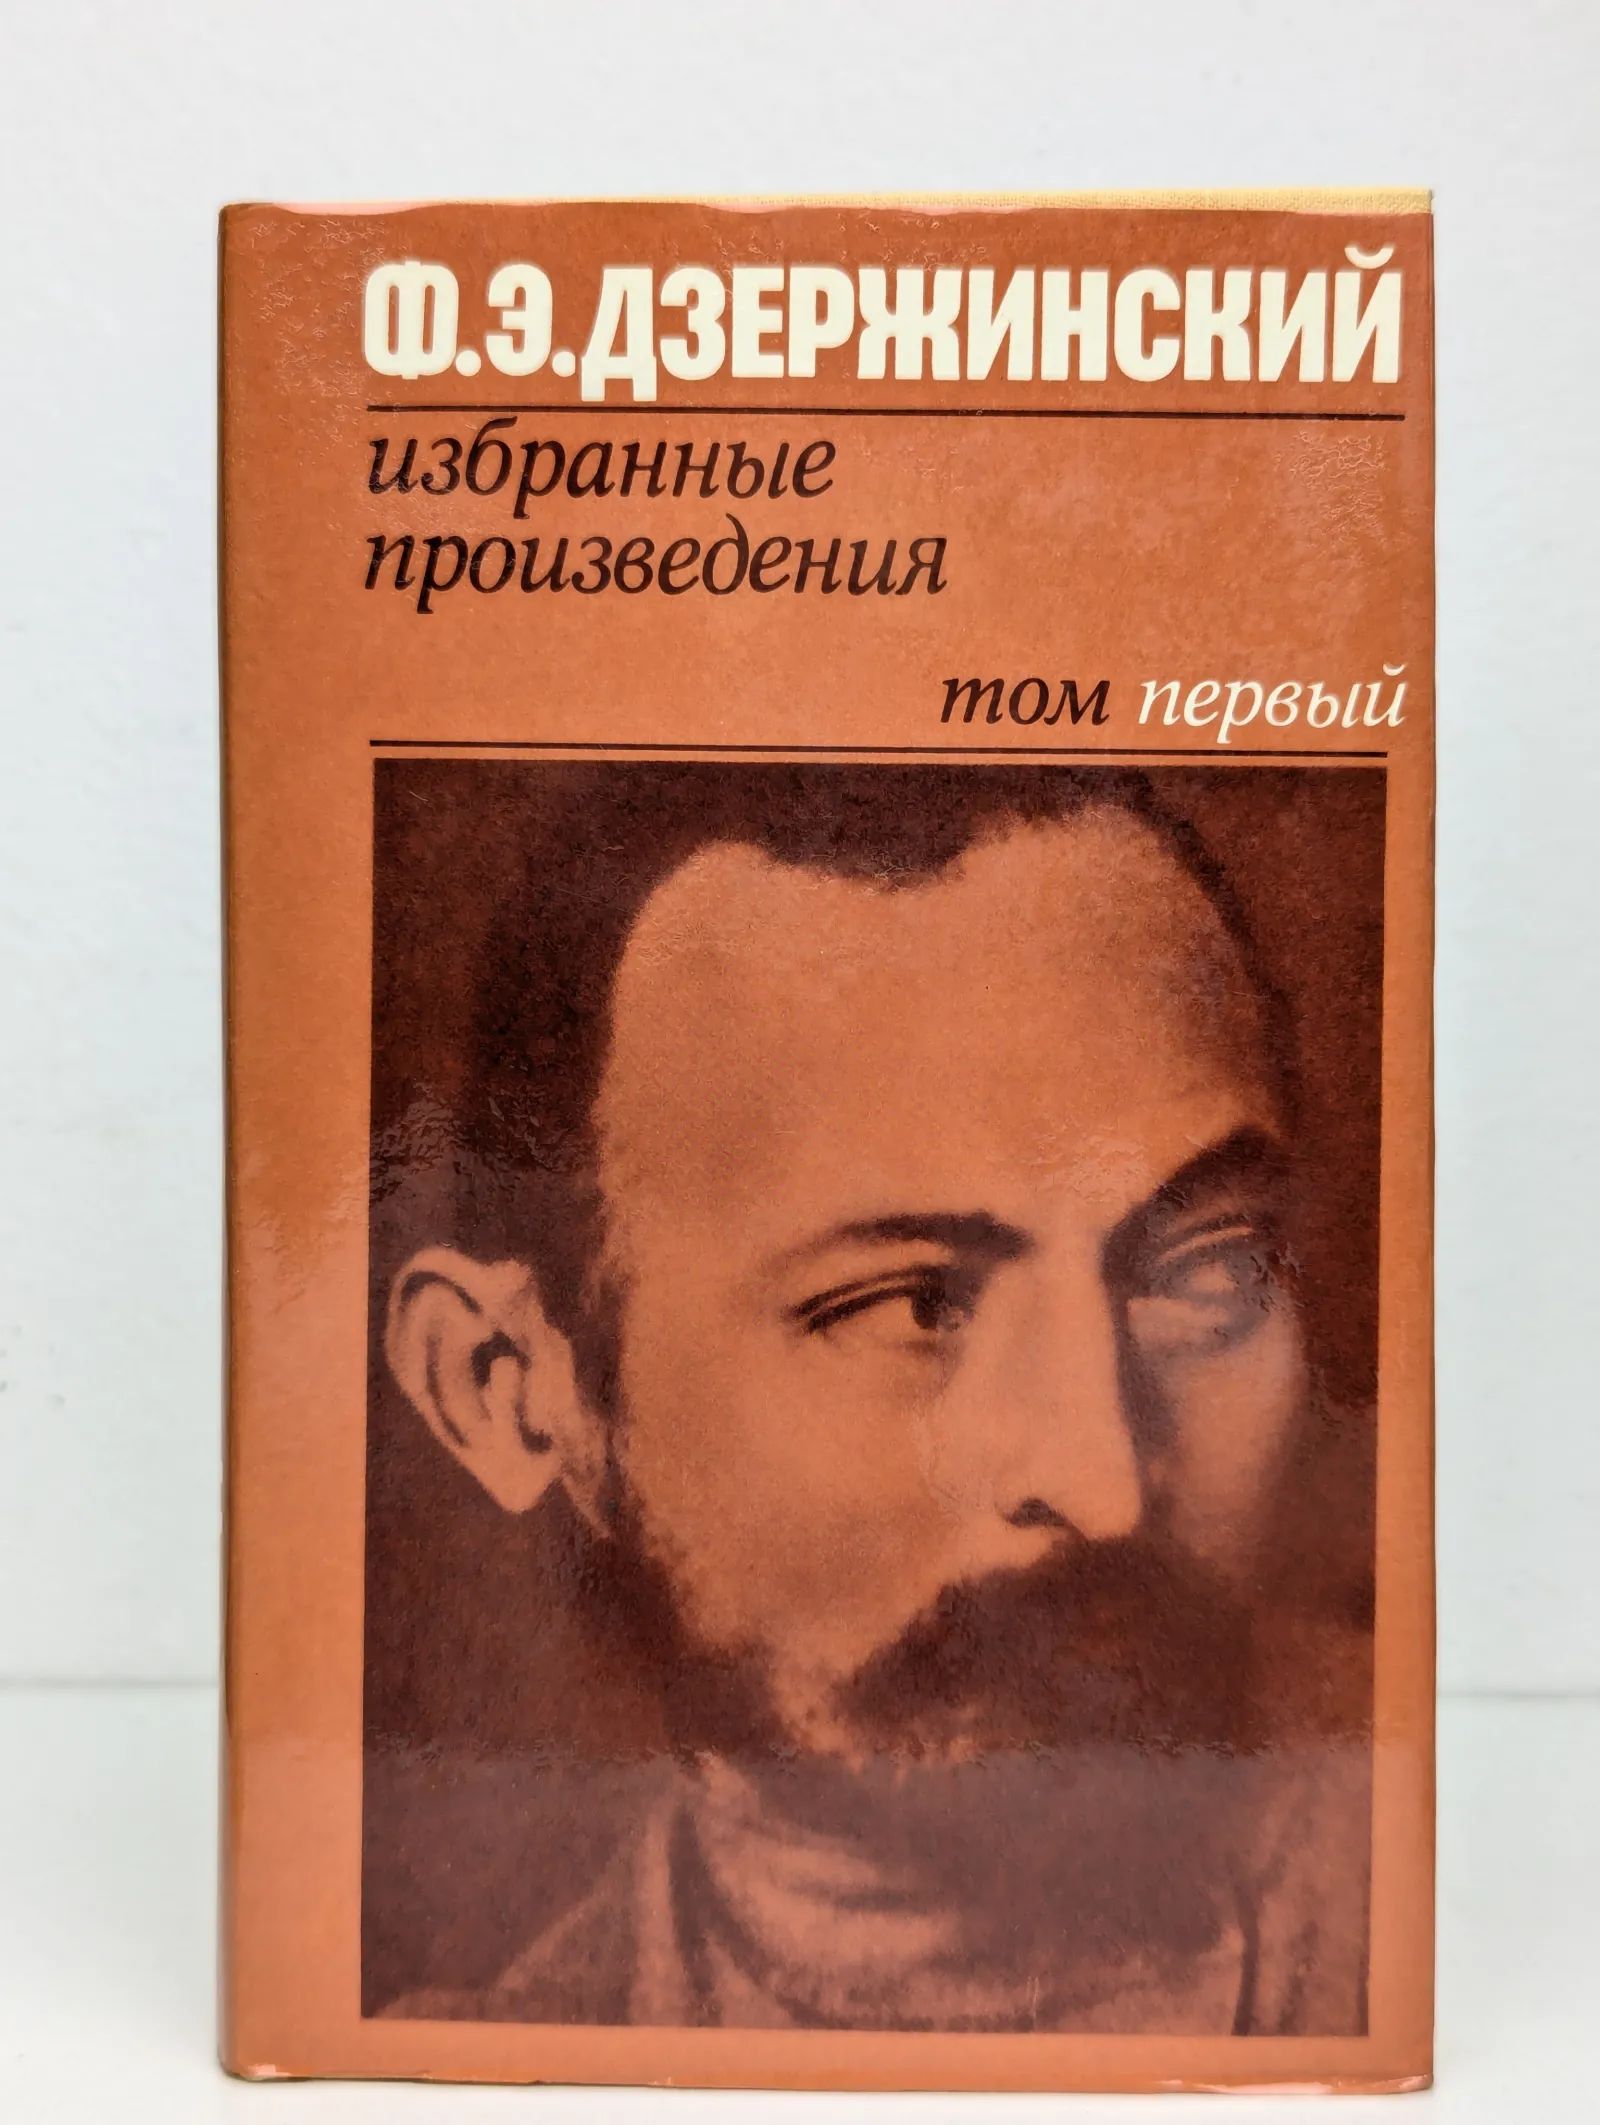 Ф.Э.ДЗЕРЖИНСКИЙ
избранные
произведения
том первый